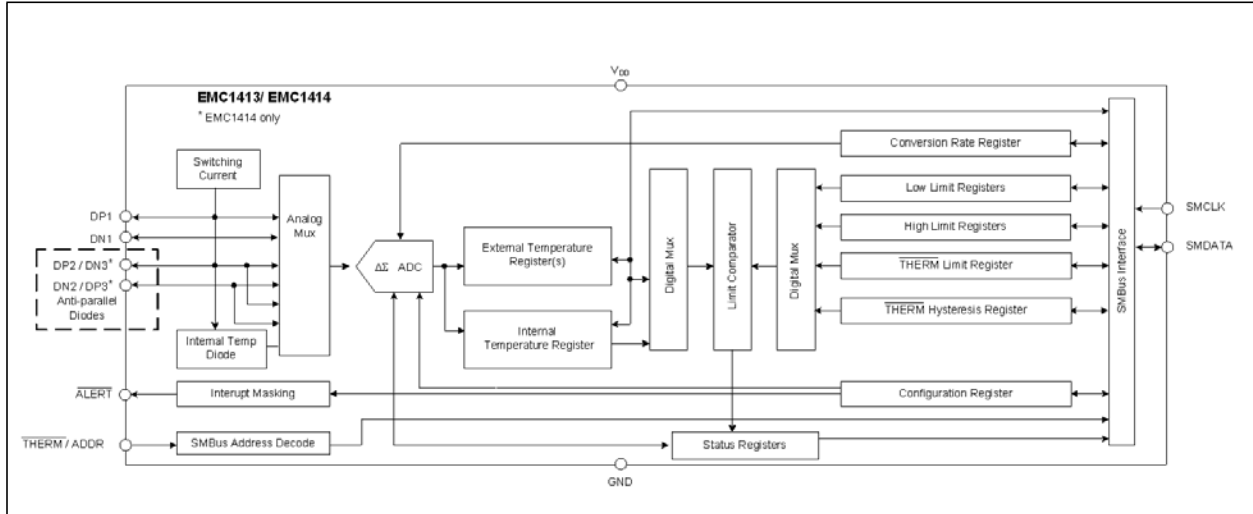 V_DD
EMC1413/ EMC1414
* EMC1414 only
Switching
Current
Analog
Mux
DP1
DN1
DP2 / DN3*
DN2 / DP3*
Anti-parallel
Diodes
Internal Temp
Diode
ΔΣ ADC
External Temperature
Register(s)
Internal
Temperature Register
Digital Mux
Limit Comparator
Digital Mux
Conversion Rate Register
Low Limit Registers
High Limit Registers
THERM Limit Register
THERM Hysteresis Register
SMBus Interface
SMCLK
SMDATA
ALERT
Interupt Masking
Configuration Register
THERM / ADDR
SMBus Address Decode
Status Registers
GND